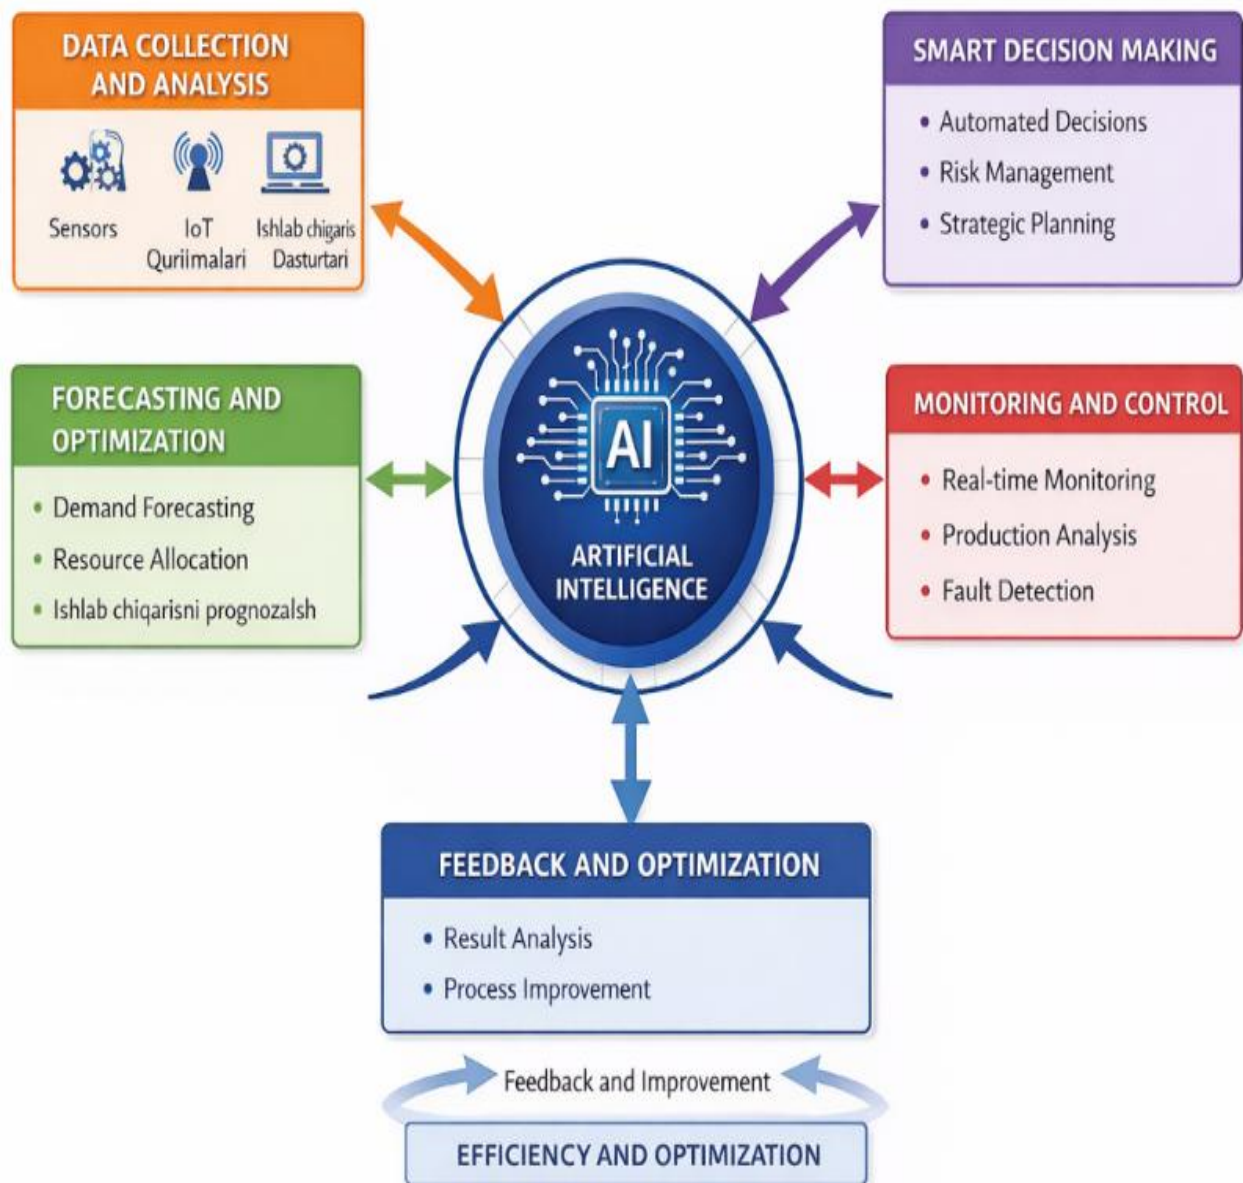 DATA COLLECTION
AND ANALYSIS
Sensors
IoT
Quriimalari
Ishlab chigaris
Dasturtari
FORECASTING AND
OPTIMIZATION
• Demand Forecasting
• Resource Allocation
• Ishlab chiqarisni prognozalsh
SMART DECISION MAKING
• Automated Decisions
• Risk Management
• Strategic Planning
MONITORING AND CONTROL
• Real-time Monitoring
• Production Analysis
• Fault Detection
AI
ARTIFICIAL
INTELLIGENCE
FEEDBACK AND OPTIMIZATION
• Result Analysis
• Process Improvement
Feedback and Improvement
EFFICIENCY AND OPTIMIZATION